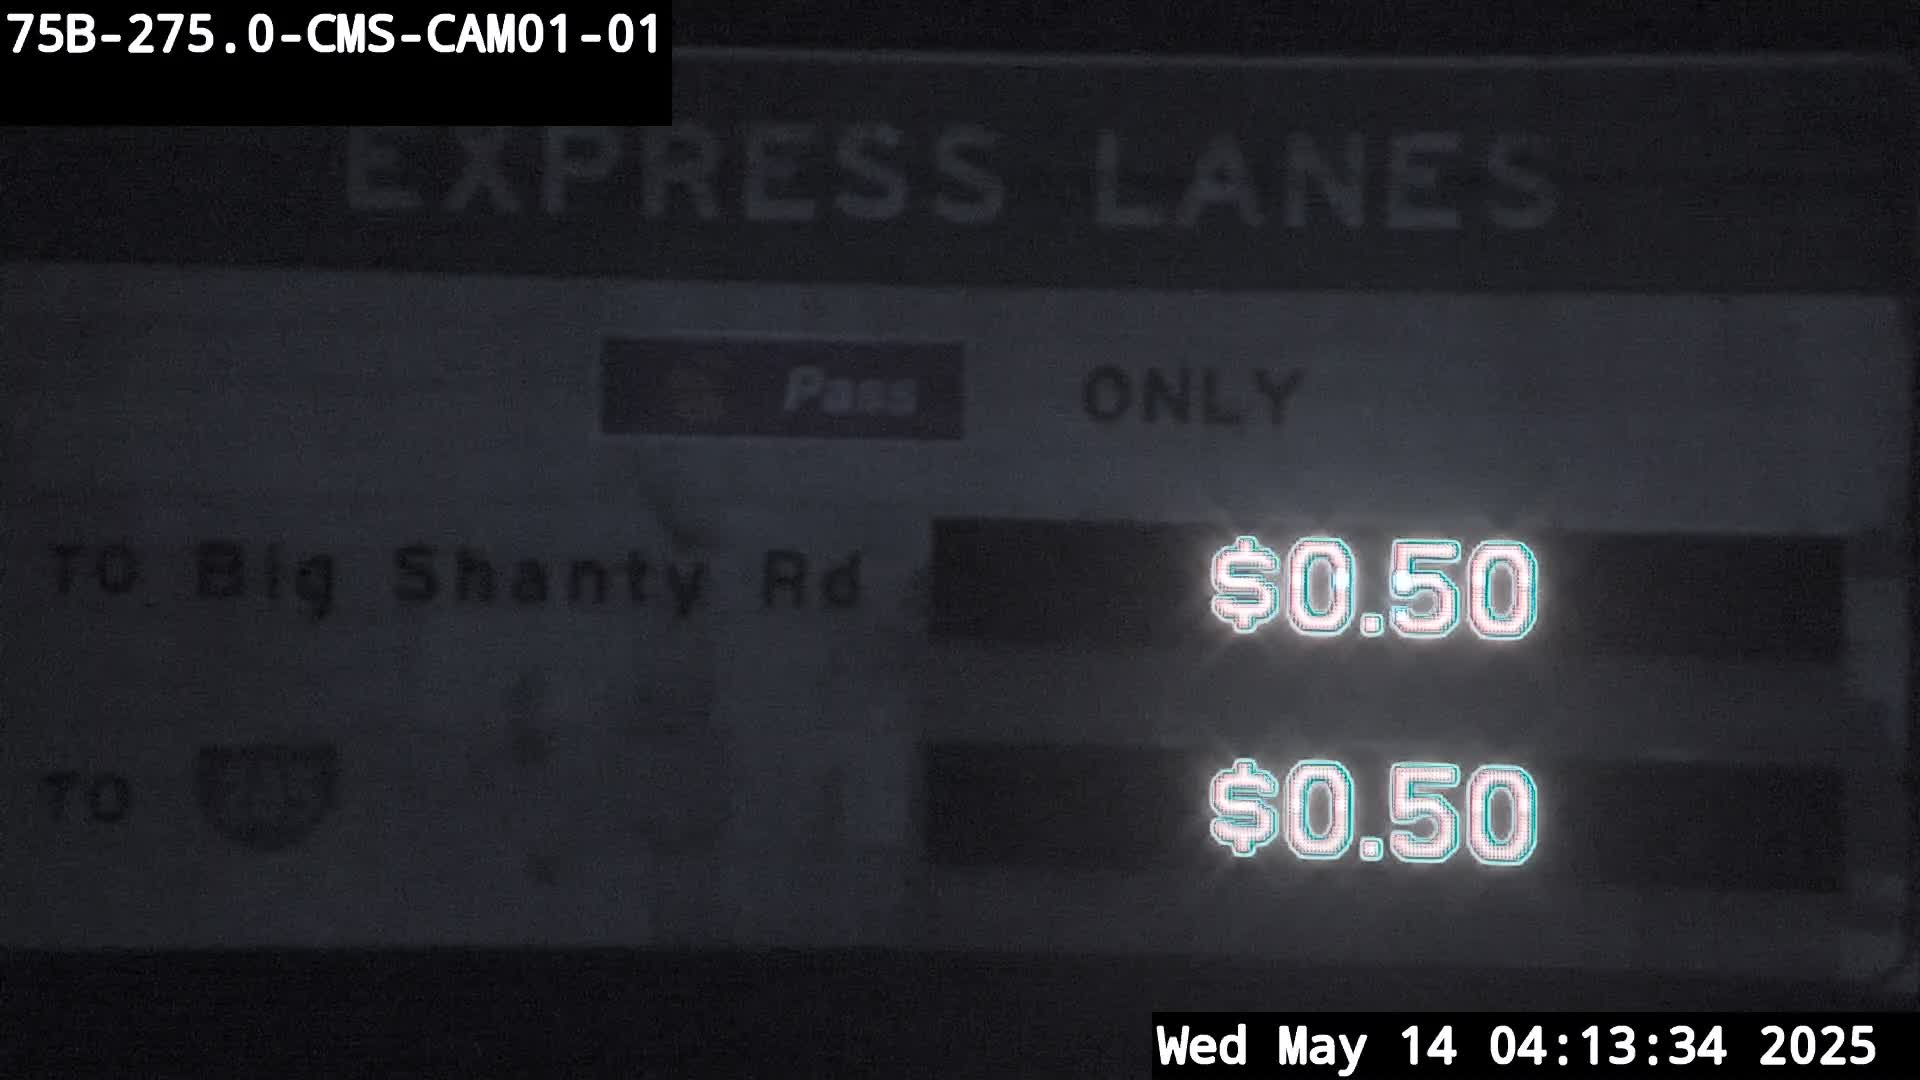 75B-275.0-CMS-CAM01-01
EXPRESS LANES
Pass ONLY
TO Big Shanty Rd $0.50
TO $0.50
Wed May 14 04:13:34 2025